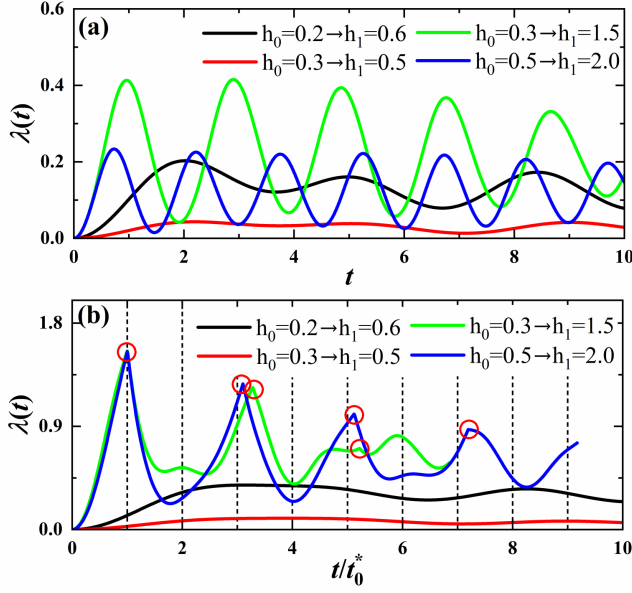 (a)
h₀=0.2→h₁=0.6
h₀=0.3→h₁=1.5
h₀=0.3→h₁=0.5
h₀=0.5→h₁=2.0
λ(t)
0.6
0.4
0.2
0.0
0 2 4 6 8 10
t
(b)
h₀=0.2→h₁=0.6
h₀=0.3→h₁=1.5
h₀=0.3→h₁=0.5
h₀=0.5→h₁=2.0
λ(t)
1.8
0.9
0.0
0 2 4 6 8 10
t/t₀*